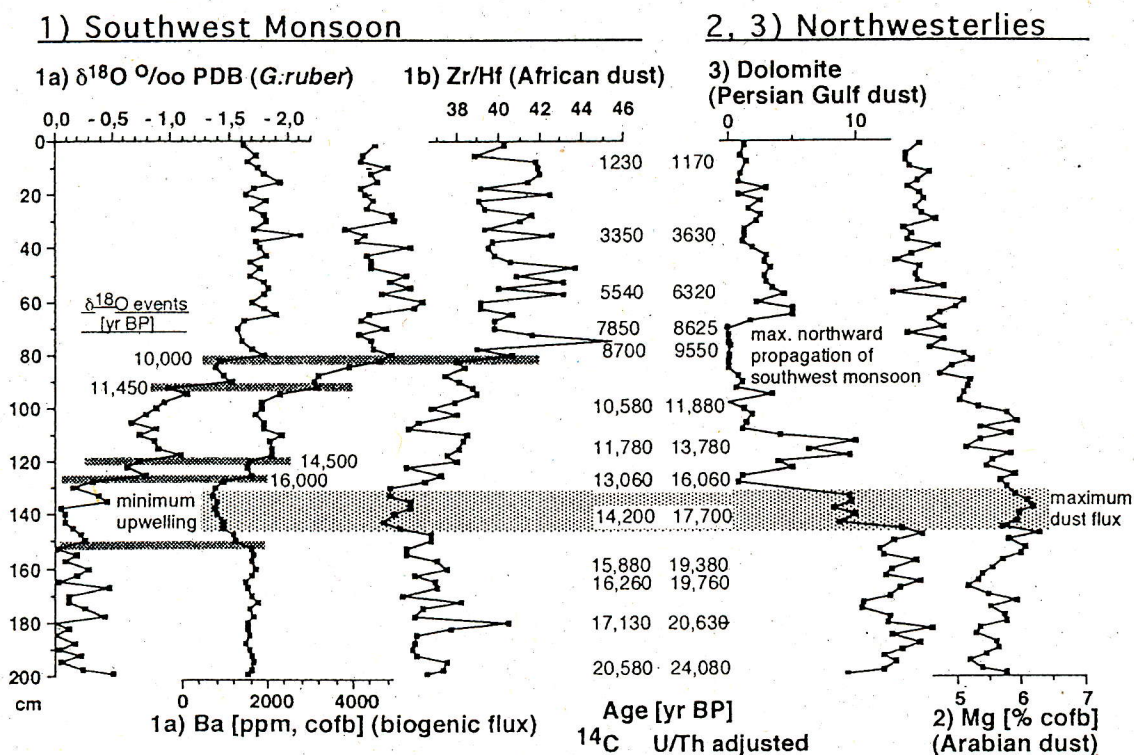 1) Southwest Monsoon
2, 3) Northwesterlies
1a) δ18O O/oo PDB (G:ruber)
1b) Zr/Hf (African dust)
3) Dolomite
(Persian Gulf dust)
0,0 - 0,5 - 1,0 - 1,5 - 2,0
38 40 42 44 46
0 10
0
20
40
60
80
100
120
140
160
180
200
cm
δ18O events
[yr BP]
10,000
11,450
14,500
16,000
minimum
upwelling
1230 1170
3350 3630
5540 6320
7850 8625
8700 9550
10,580 11,880
11,780 13,780
13,060 16,060
14,200 17,700
15,880 19,380
16,260 19,760
17,130 20,630
20,580 24,080
max. northward
propagation of
southwest monsoon
maximum
dust flux
0 2000 4000
1a) Ba [ppm, cofb] (biogenic flux)
Age [yr BP]
14C U/Th adjusted
5 6 7
2) Mg [% cofb]
(Arabian dust)